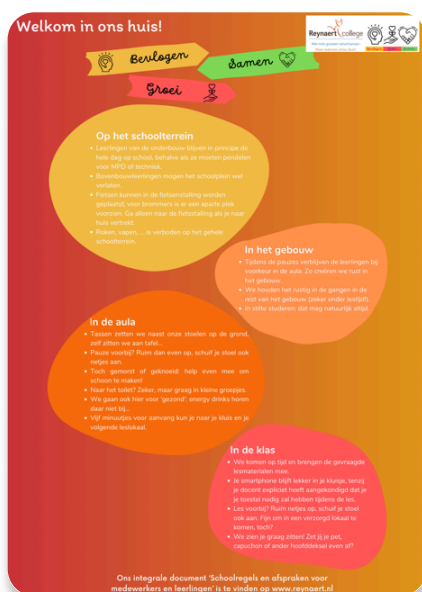 Welkom in ons huis!
Reynaert college
Bevlogen
Samen
Groei
Op het schoolterrein
Leerlingen van de onderbouw blijven in principe de
hele dag op school, behalve als ze moeten pendelen
voor MFD of techniek.
Bovenbouwleerlingen mogen het schoolplein wel
verlaten.
Fietsen kunnen in de fietsenstalling worden
geplaatst; voor brommers is er een aparte plek
voorzien. Ga alleen naar de fietsstalling als je naar
huis vertrekt.
Roken, vapen, ... is verboden op het gehele
schoolterrein.
In het gebouw
Tijdens de pauzes verblijven de leerlingen bij
voorkeur in de aula. Zo creëren we rust in
het gebouw.
We houden het rustig in de gangen in de
rest van het gebouw (zeker onder lestijd!).
In stilte studeren: dat mag natuurlijk altijd.
In de aula
Tassen zetten we naast onze stoelen op de grond,
zelf zitten we aan tafel...
Pauze voorbij? Ruim dan even op, schuif je stoel ook
netjes aan.
Toch gemorst of geknoeid: help even mee om
schoon te maken!
Naar het toilet? Zeker, maar graag in kleine groepjes.
We gaan ook hier voor 'gezond': energy drinks horen
daar niet bij...
Vijf minuutjes voor aanvang kun je naar je kluis en je
volgende leslokaal.
In de klas
We komen op tijd en brengen de gevraagde
lesmaterialen mee.
Je smartphone blijft lekker in je kluisje, tenzij
je docent expliciet heeft aangekondigd dat je
je toestel nodig zal hebben tijdens de les.
Les voorbij? Ruim netjes op, schuif je stoel
ook aan. Fijn om in een verzorgd lokaal te
komen, toch?
We zien je graag zitten! Zet jij je pet,
capuchon of ander hoofddeksel even af?
Ons integrale document 'Schoolregels en afspraken voor
medewerkers en leerlingen' is te vinden op www.reynaert.nl